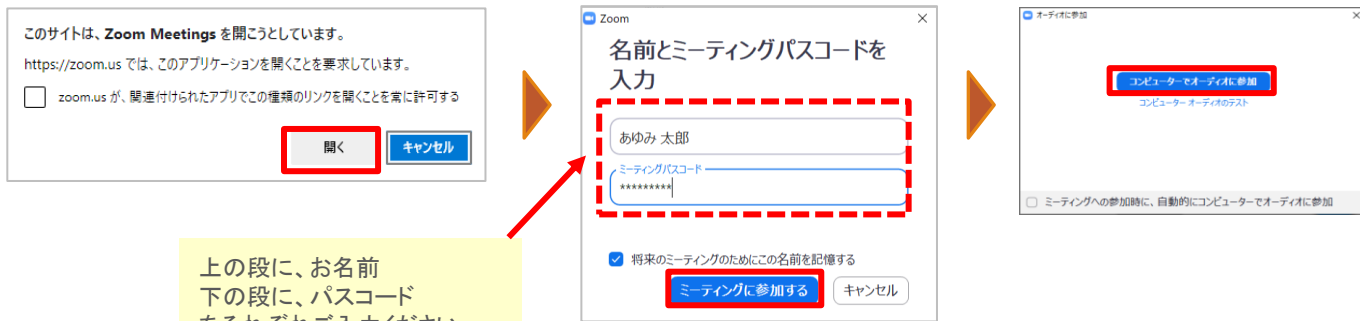 このサイトは、Zoom Meetings を開こうとしています。
https://zoom.us では、このアプリケーションを開くことを要求しています。
zoom.us が、関連付けられたアプリでこの種類のリンクを開くことを常に許可する
開く
キャンセル
Zoom
名前とミーティングパスコードを
入力
あゆみ 太郎
ミーティングパスコード
*********
将来のミーティングのためにこの名前を記憶する
ミーティングに参加する
キャンセル
上の段に、お名前
下の段に、パスコード
をそれぞれご入力ください
オーディオに参加
コンピューターでオーディオに参加
コンピューター オーディオのテスト
ミーティングへの参加時に、自動的にコンピューターでオーディオに参加